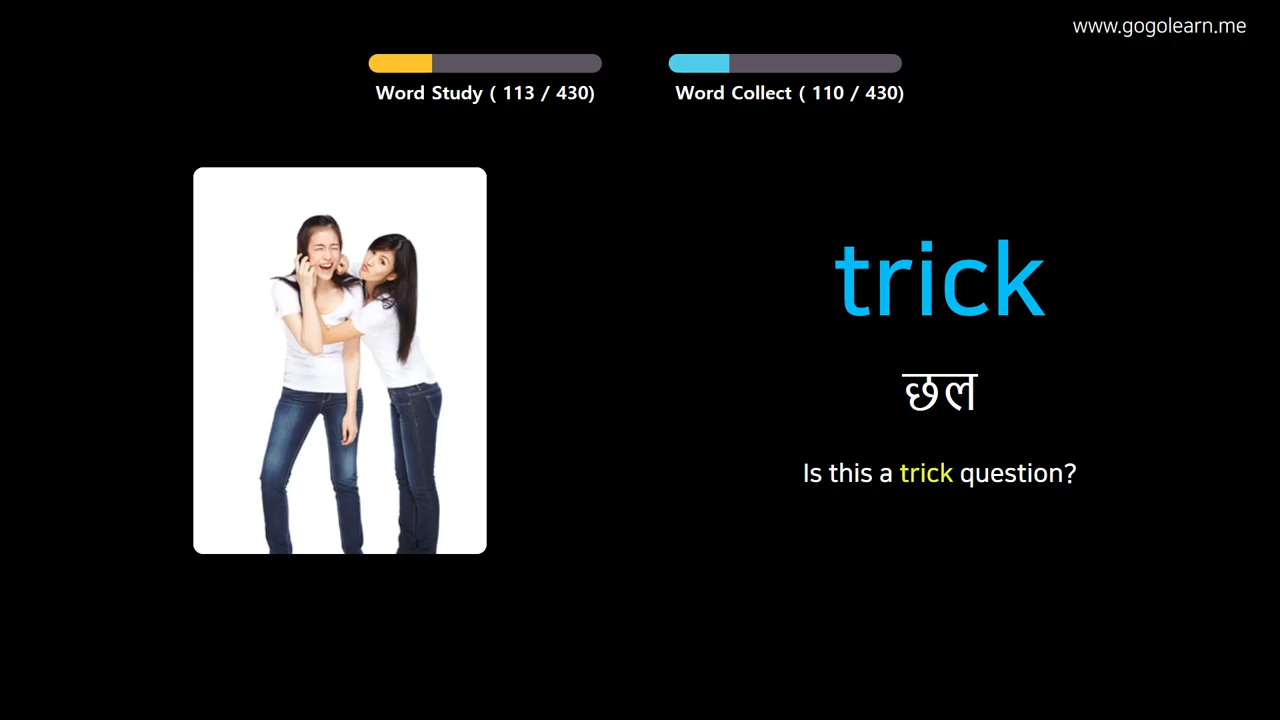 www.gogolearn.me
Word Study ( 113 / 430)
Word Collect ( 110 / 430)
trick
छल
Is this a trick question?